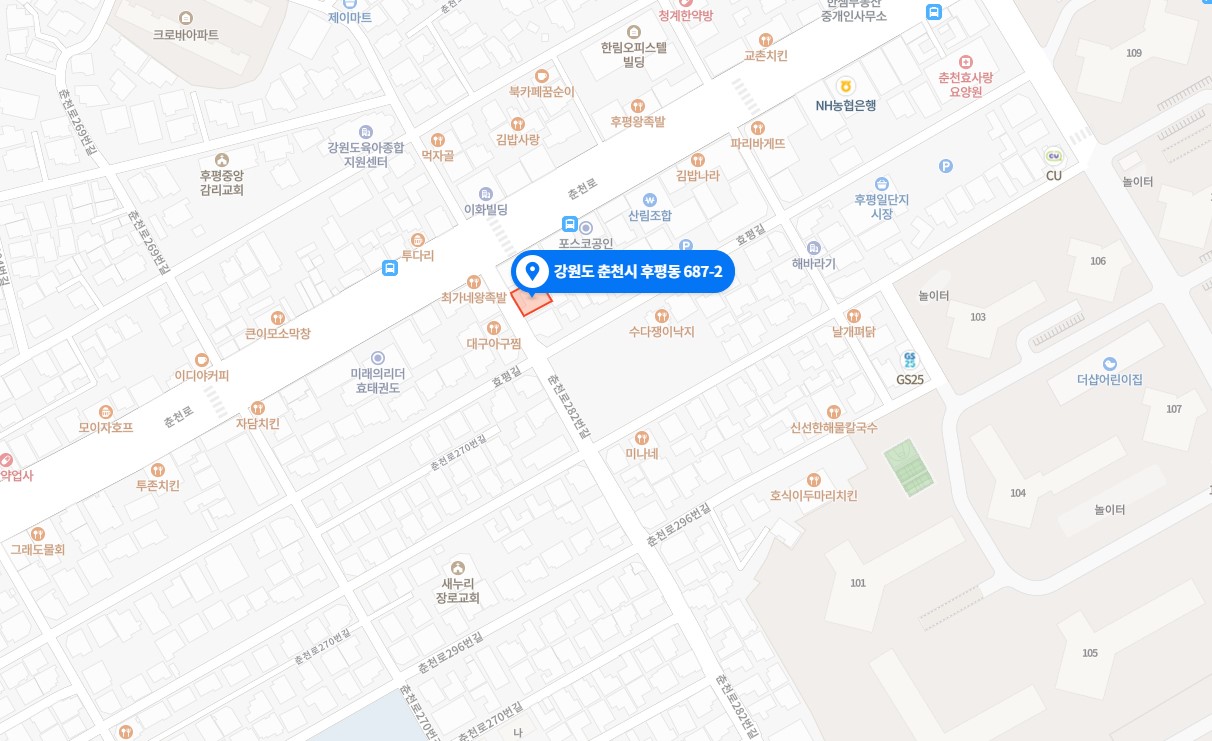 춘천
제이마트
크로바아파트
청계한약방
한림오피스텔
빌딩
중개인사무소
교촌치킨
109
춘천효사랑
요양원
NH농협은행
북카페꿈순이
후평왕족발
김밥사랑
파리바게뜨
춘천로269번길
강원도육아종합
지원센터
먹자골
CU
CU
김밥나라
P
후평중앙
감리교회
놀이터
춘천로
이화빌딩
산림조합
후평일단지
시장
춘천로269번길
포스코공인
효평길
투다리
P
해바라기
106
강원도 춘천시 후평동 687-2
최가네왕족발
놀이터
103
큰이모소막창
대구아구찜
수다쟁이낙지
날개펴닭
GS
25
GS25
이디야커피
미래의리더
효태권도
효평길
더샵어린이집
춘천로
모이자호프
자담치킨
춘천로282번길
107
신선한해물칼국수
춘천로270번길
미나네
약업사
투존치킨
호식이두마리치킨
104
놀이터
춘천로296번길
그래도물회
새누리
장로교회
101
춘천로270번길
춘천로296번길
105
춘천로270번길
춘천로270번길
춘천로282번길
나